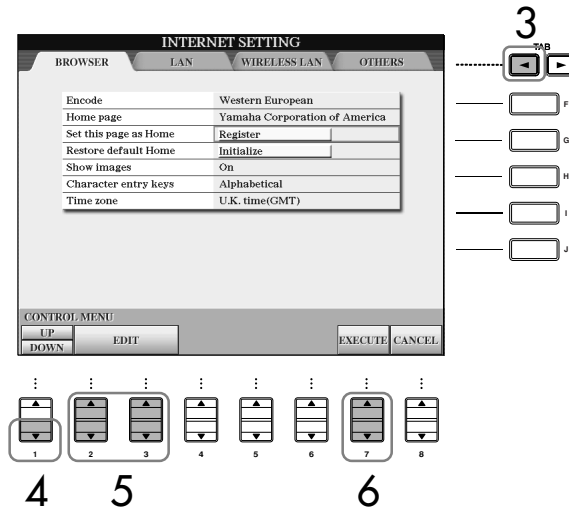 3
INTERNET SETTING
TAB
BROWSER LAN WIRELESS LAN OTHERS
Encode Western European
Home page Yamaha Corporation of America
Set this page as Home Register
Restore default Home Initialize
Show images On
Character entry keys Alphabetical
Time zone U.K. time(GMT)
F
G
H
I
J
CONTROL MENU
UP
DOWN
EDIT EXECUTE CANCEL
1 2 3 4 5 6 7 8
4 5 6